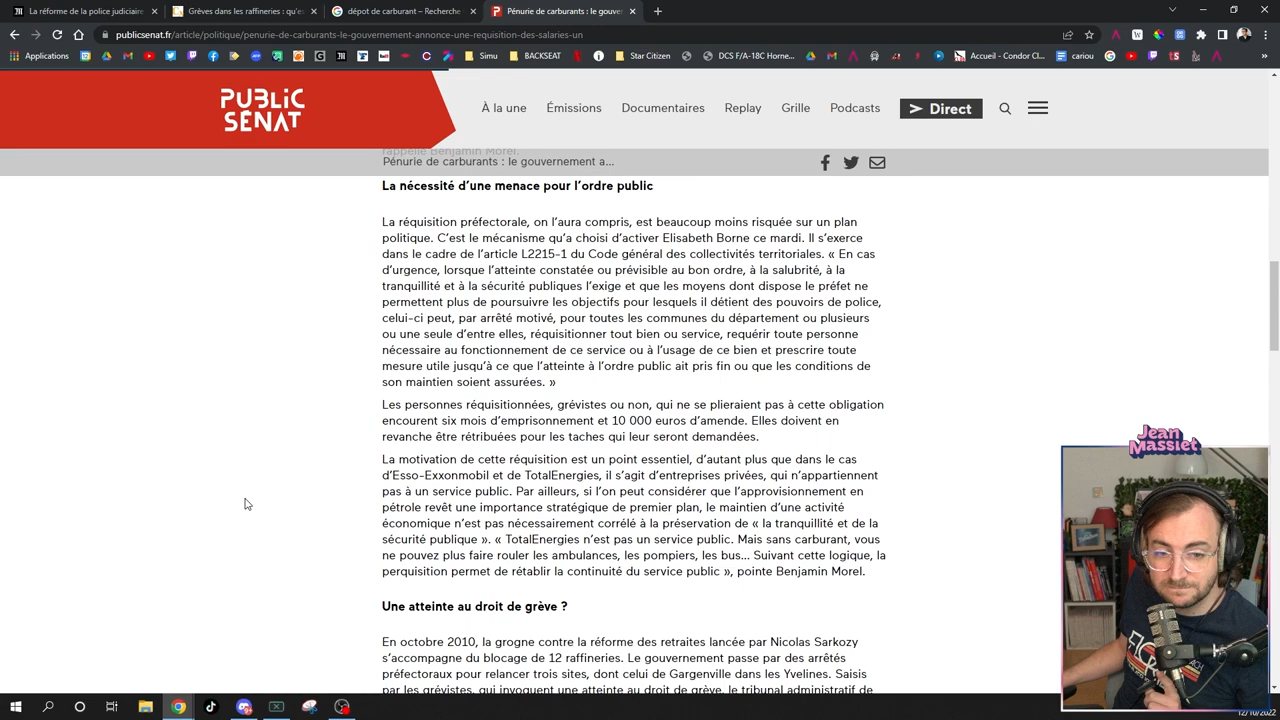 La réforme de la police judiciaire
Grèves dans les raffineries : qu'es
dépot de carburant – Recherche
Pénurie de carburants : le gouver
publicsenat.fr/article/politique/penurie-de-carburants-le-gouvernement-annonce-une-requisition-des-salaries-un
Applications
Simu
BACKSEAT
Star Citizen
DCS F/A-18C Horne...
Accueil - Condor Cl...
cariou
PUBLiC
SÉNAT
À la une
Émissions
Documentaires
Replay
Grille
Podcasts
Direct
rappelle Benjamin Morel.
Pénurie de carburants : le gouvernement a...
La nécessité d’une menace pour l’ordre public
La réquisition préfectorale, on l’aura compris, est beaucoup moins risquée sur un plan
politique. C’est le mécanisme qu’a choisi d’activer Elisabeth Borne ce mardi. Il s’exerce
dans le cadre de l’article L2215-1 du Code général des collectivités territoriales. « En cas
d’urgence, lorsque l’atteinte constatée ou prévisible au bon ordre, à la salubrité, à la
tranquillité et à la sécurité publiques l’exige et que les moyens dont dispose le préfet ne
permettent plus de poursuivre les objectifs pour lesquels il détient des pouvoirs de police,
celui-ci peut, par arrêté motivé, pour toutes les communes du département ou plusieurs
ou une seule d’entre elles, réquisitionner tout bien ou service, requérir toute personne
nécessaire au fonctionnement de ce service ou à l’usage de ce bien et prescrire toute
mesure utile jusqu’à ce que l’atteinte à l’ordre public ait pris fin ou que les conditions de
son maintien soient assurées. »
Les personnes réquisitionnées, grévistes ou non, qui ne se plieraient pas à cette obligation
encourent six mois d’emprisonnement et 10 000 euros d’amende. Elles doivent en
revanche être rétribuées pour les taches qui leur seront demandées.
La motivation de cette réquisition est un point essentiel, d’autant plus que dans le cas
d’Esso-Exxonmobil et de TotalEnergies, il s’agit d’entreprises privées, qui n’appartiennent
pas à un service public. Par ailleurs, si l’on peut considérer que l’approvisionnement en
pétrole revêt une importance stratégique de premier plan, le maintien d’une activité
économique n’est pas nécessairement corrélé à la préservation de « la tranquillité et de la
sécurité publique ». « TotalEnergies n’est pas un service public. Mais sans carburant, vous
ne pouvez plus faire rouler les ambulances, les pompiers, les bus… Suivant cette logique, la
perquisition permet de rétablir la continuité du service public », pointe Benjamin Morel.
Une atteinte au droit de grève ?
En octobre 2010, la grogne contre la réforme des retraites lancée par Nicolas Sarkozy
s’accompagne du blocage de 12 raffineries. Le gouvernement passe par des arrêtés
préfectoraux pour relancer trois sites, dont celui de Gargenville dans les Yvelines. Saisis
par les grévistes, qui invoquent une atteinte au droit de grève, le tribunal administratif de
Jean
Massiet
12/10/2022